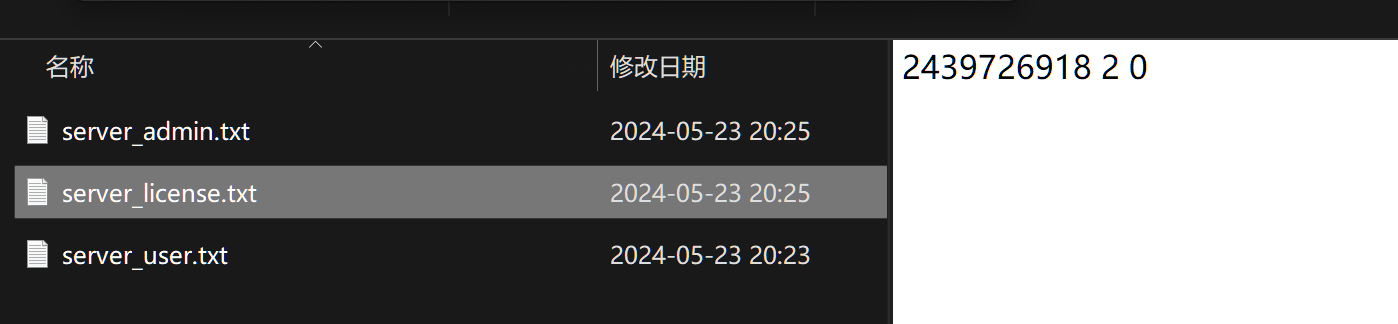 名称 修改日期 2439726918 2 0
server_admin.txt 2024-05-23 20:25
server_license.txt 2024-05-23 20:25
server_user.txt 2024-05-23 20:23